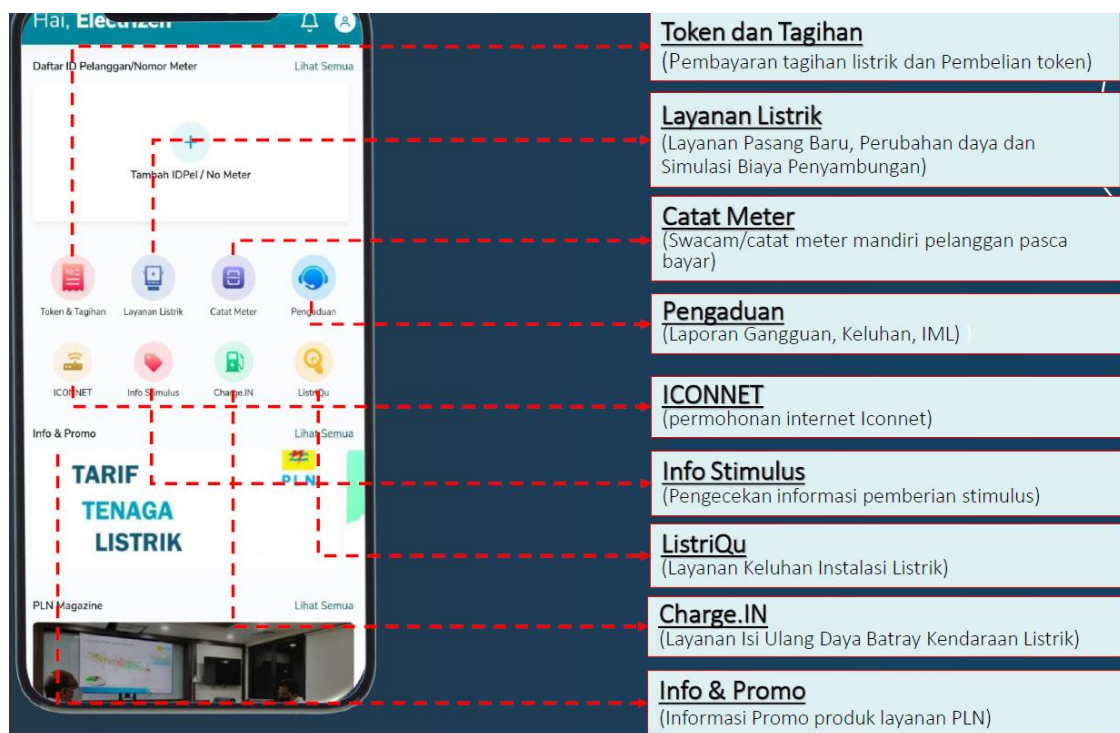 Hai, Electrizen
Daftar ID Pelanggan/Nomor Meter
Lihat Semua
Tambah IDPel / No Meter
Token & Tagihan
Layanan Listrik
Catat Meter
Pengaduan
ICONNET
Info Stimulus
Charge.IN
ListriQu
Info & Promo
Lihat Semua
TARIF
TENAGA
LISTRIK
PLN
PLN Magazine
Lihat Semua
Token dan Tagihan
(Pembayaran tagihan listrik dan Pembelian token)
Layanan Listrik
(Layanan Pasang Baru, Perubahan daya dan
Simulasi Biaya Penyambungan)
Catat Meter
(Swacam/catat meter mandiri pelanggan pasca
bayar)
Pengaduan
(Laporan Gangguan, Keluhan, IML) )
ICONNET
(permohonan internet Iconnet)
Info Stimulus
(Pengecekan informasi pemberian stimulus)
ListriQu
(Layanan Keluhan Instalasi Listrik)
Charge.IN
(Layanan Isi Ulang Daya Batray Kendaraan Listrik)
Info & Promo
(Informasi Promo produk layanan PLN)